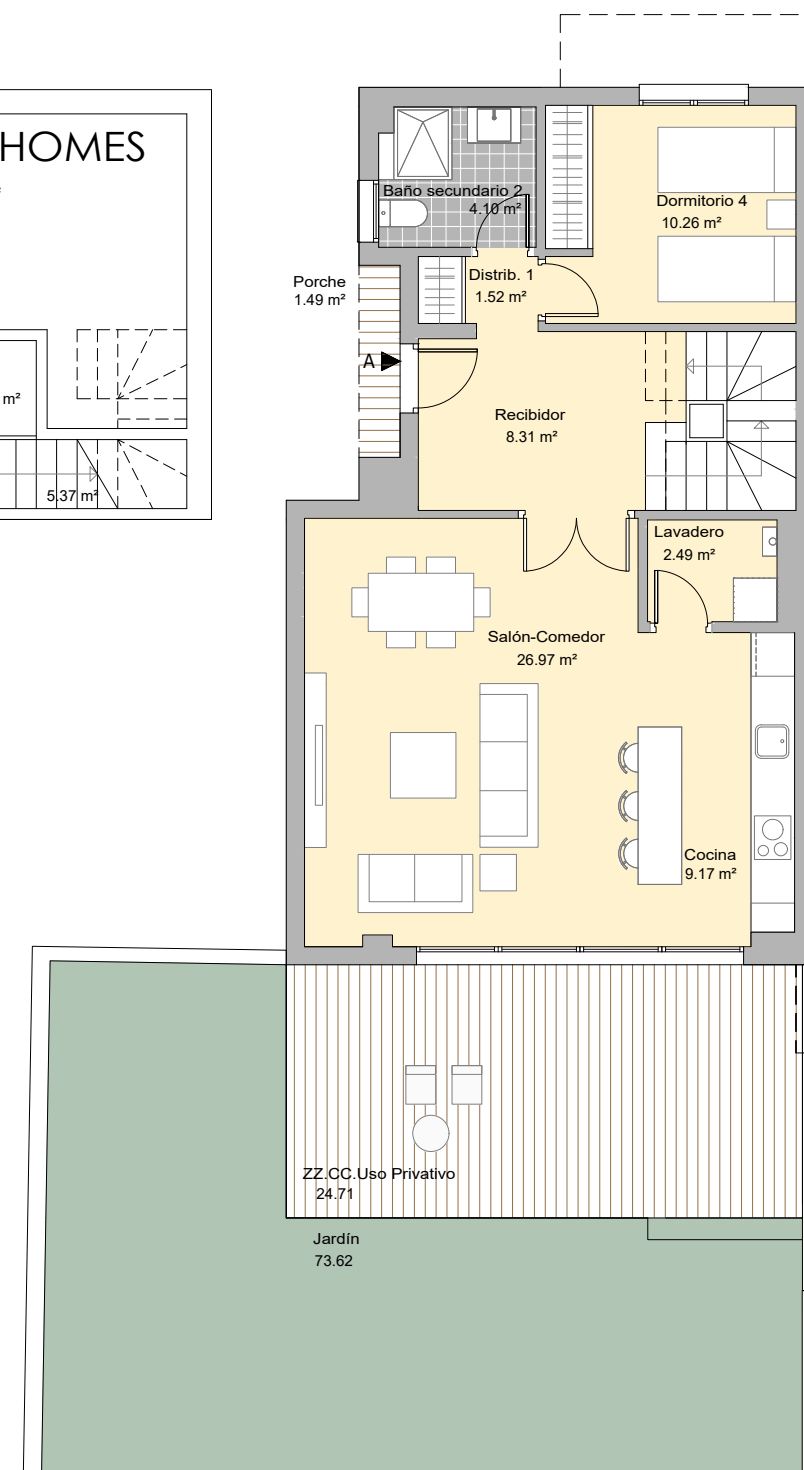 HOMES
m²
5.37 m²
Baño secundario 2
4.10 m²
Dormitorio 4
10.26 m²
Distrib. 1
1.52 m²
Porche
1.49 m²
A
Recibidor
8.31 m²
Lavadero
2.49 m²
Salón-Comedor
26.97 m²
Cocina
9.17 m²
ZZ.CC.Uso Privativo
24.71
Jardín
73.62